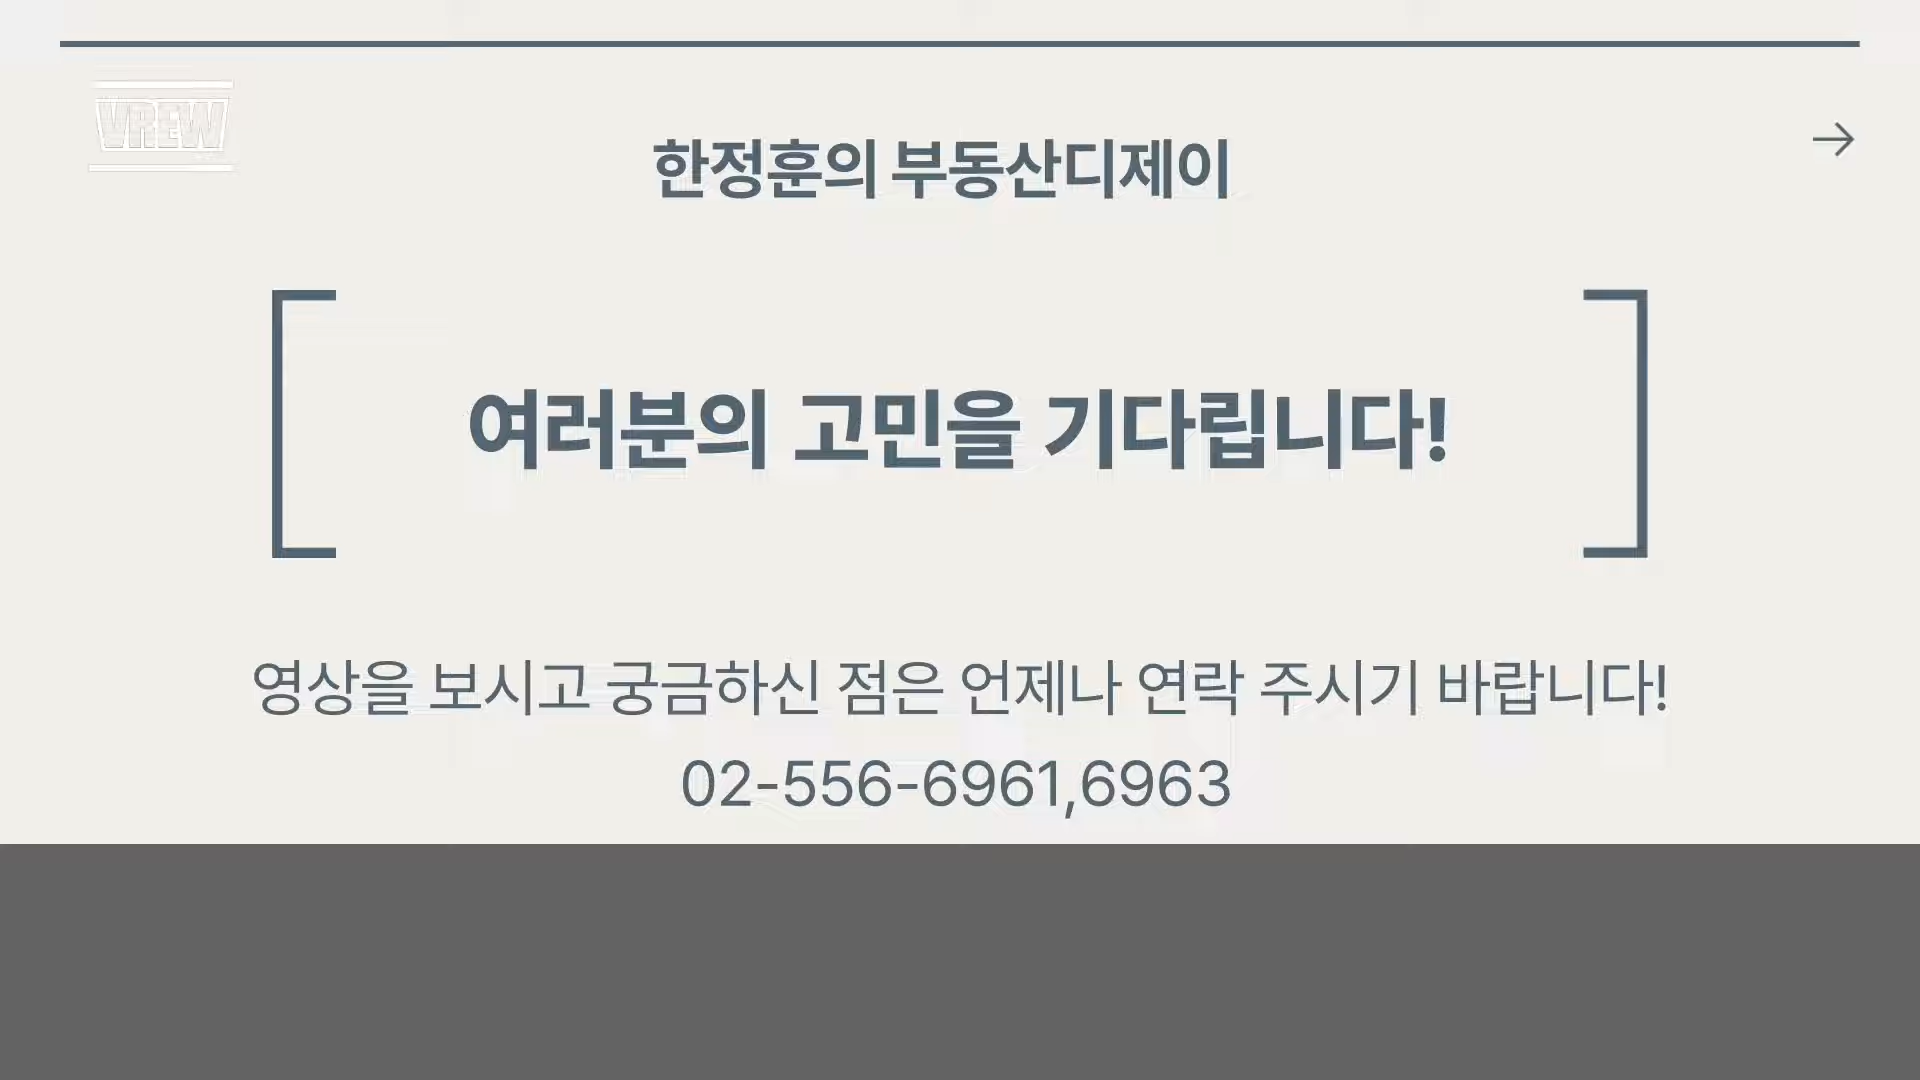 VREW
한정훈의 부동산디제이
여러분의 고민을 기다립니다!
영상을 보시고 궁금하신 점은 언제나 연락 주시기 바랍니다!
02-556-6961,6963